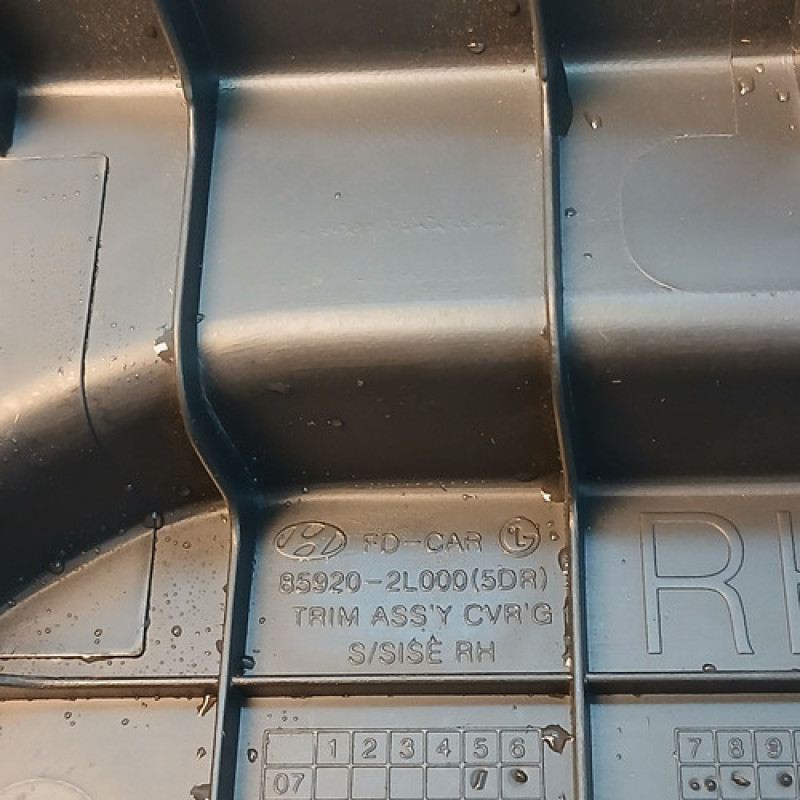 FD-CAR LG
85920-2L000(5DR)
TRIM ASS'Y CVR'G
S/SISE RH
RH
1 2 3 4 5 6
07
7 8 9